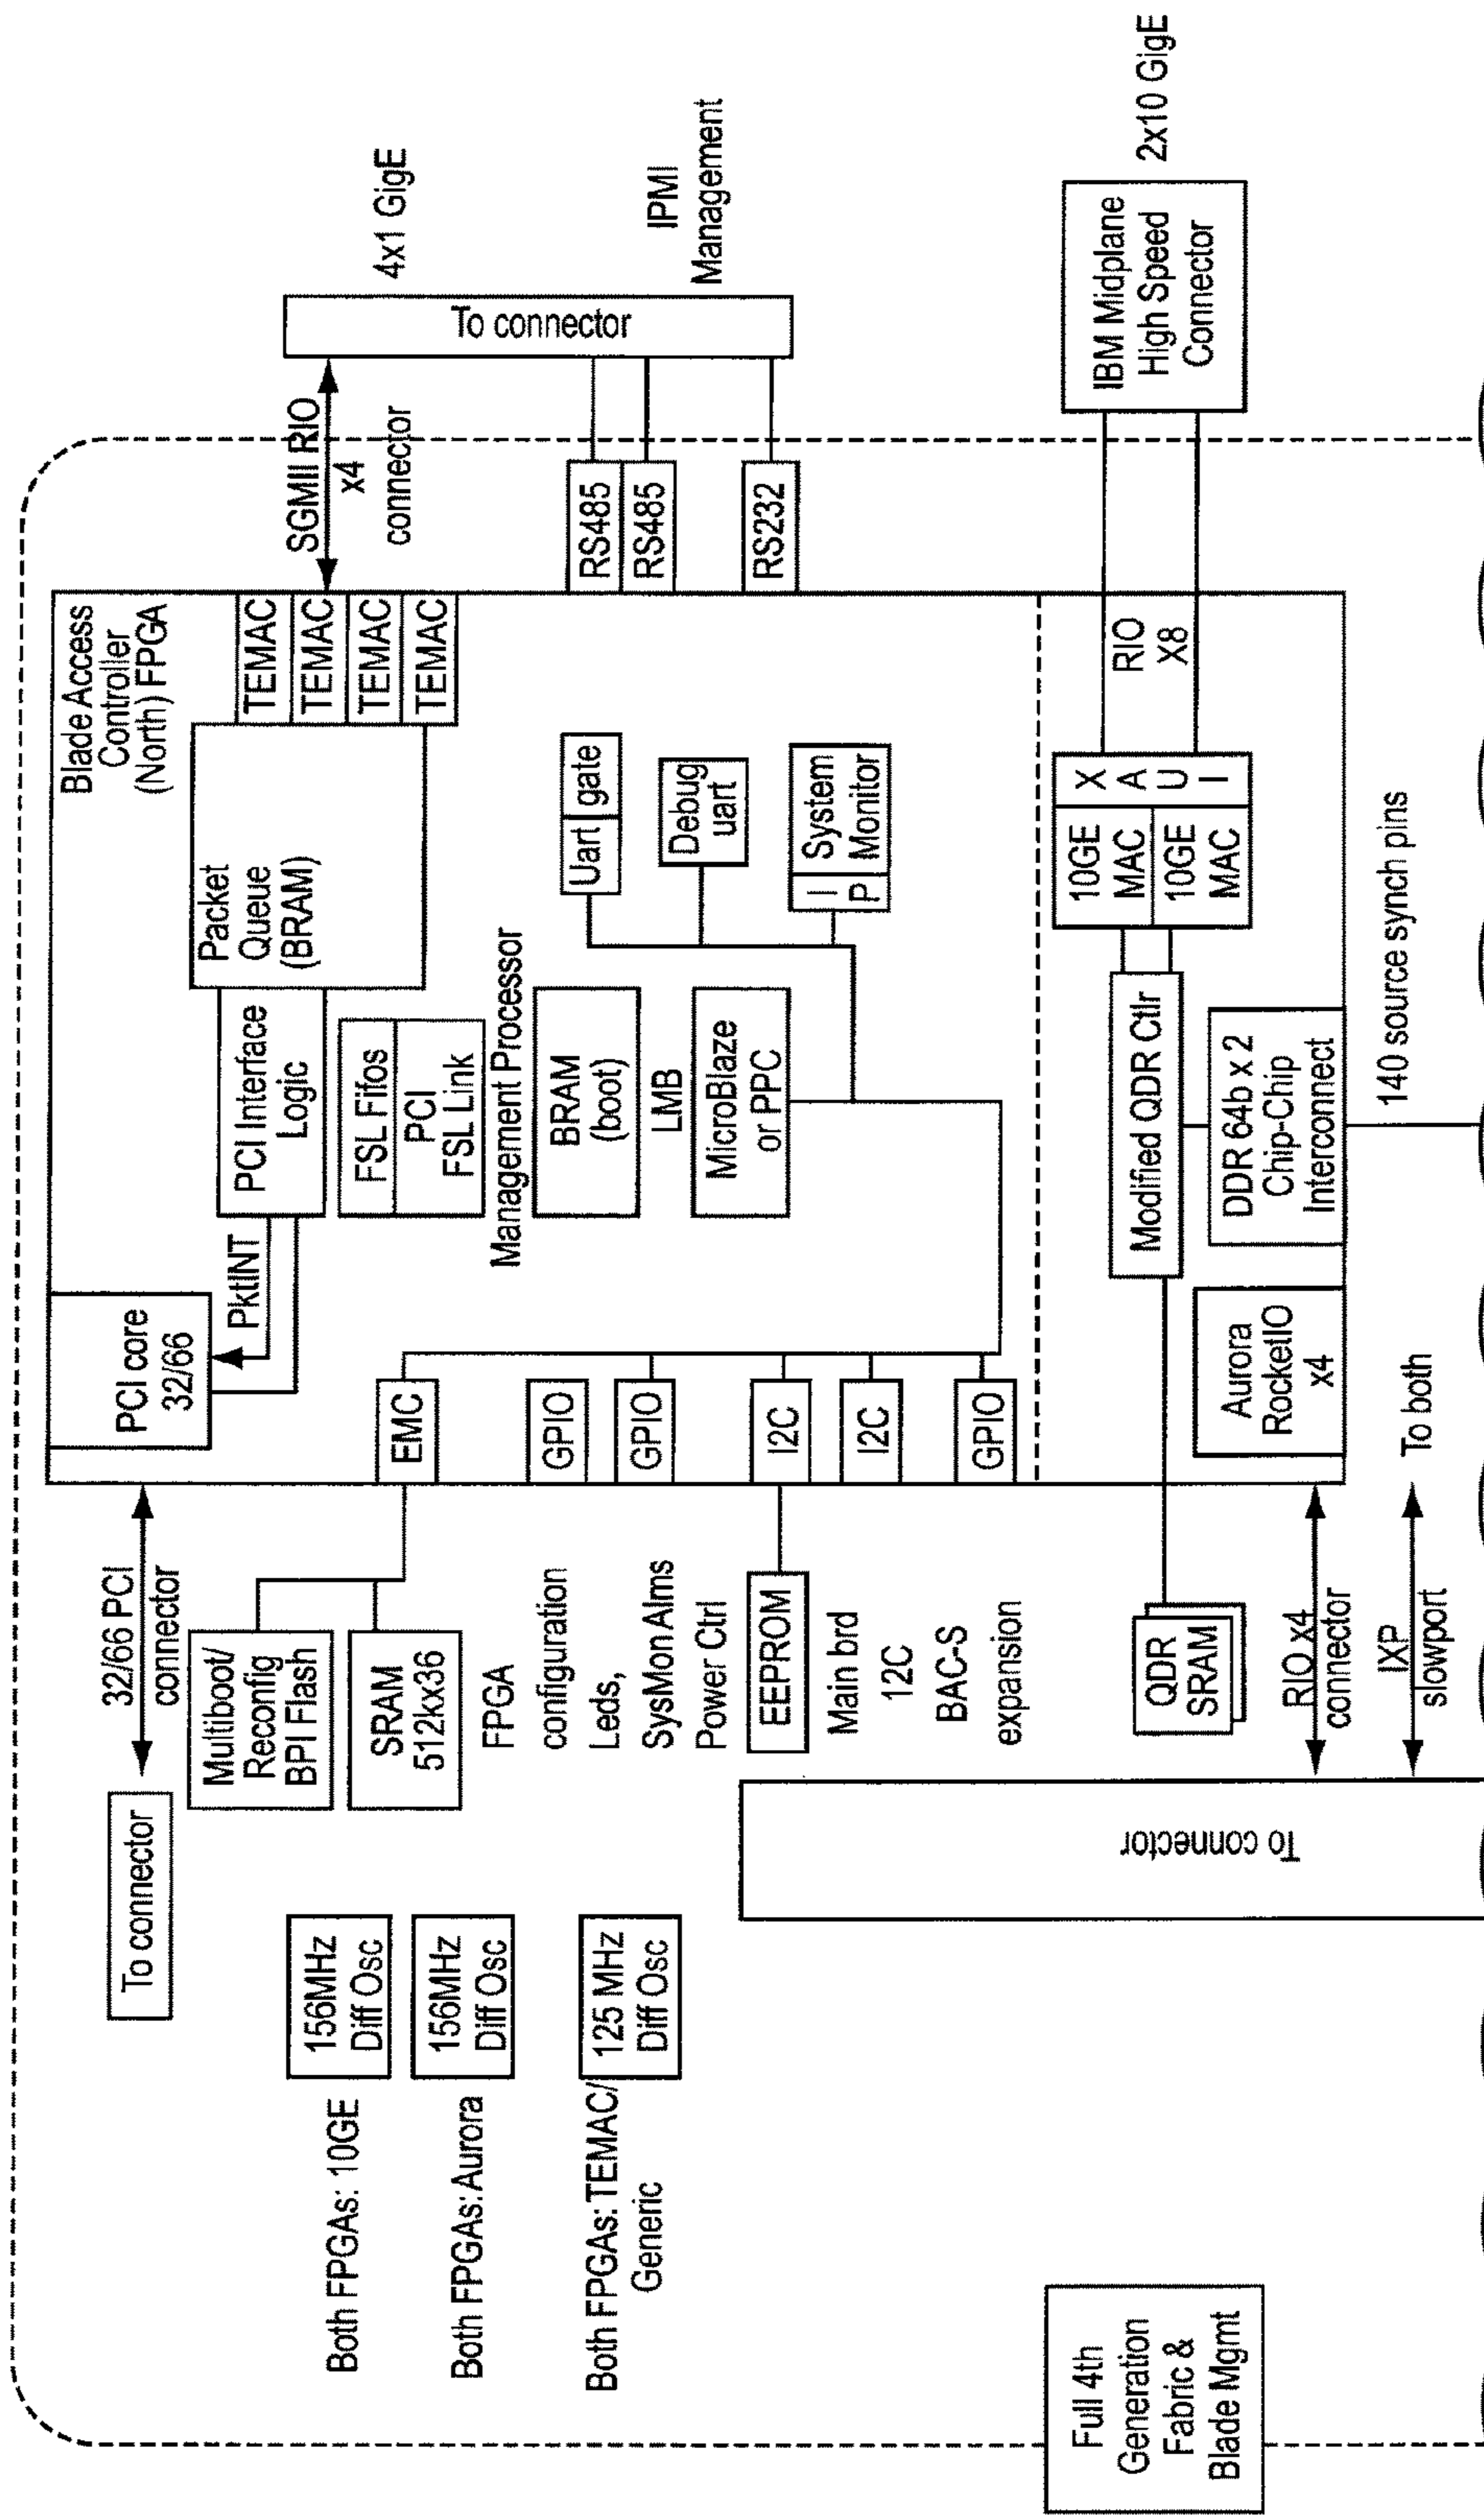 Blade Access
Controller
(North) FPGA
4x1 GigE
IPMI
Management
2x10 GigE
To connector
SGMII RIO
x4
connector
RS485
RS485
RS232
IBM Midplane
High Speed
Connector
TEMAC
TEMAC
TEMAC
TEMAC
Packet
Queue
(BRAM)
PCI Interface
Logic
PktINT
PCI core
32/66
FSL Fifos
PCI
FSL Link
Management Processor
BRAM
(boot)
LMB
MicroBlaze
or PPC
Uart
gate
Debug
uart
I
P
System
Monitor
RIO
X8
X
A
U
I
10GE
MAC
10GE
MAC
Modified QDR Ctlr
DDR 64b x 2
Chip-Chip
Interconnect
140 source synch pins
Aurora
RocketIO
x4
To both
EMC
GPIO
GPIO
I2C
I2C
GPIO
32/66 PCI
connector
To connector
Multiboot/
Reconfig
BPI Flash
SRAM
512kx36
FPGA
configuration
Leds,
SysMon Alms
Power Ctrl
EEPROM
Main brd
12C
BAC-S
expansion
QDR
SRAM
RIO x4
connector
IXP
slowport
To connector
156MHz
Diff Osc
156MHz
Diff Osc
125 MHz
Diff Osc
Both FPGAs: 10GE
Both FPGAs: Aurora
Both FPGAs: TEMAC/
Generic
Full 4th
Generation
Fabric &
Blade Mgmt